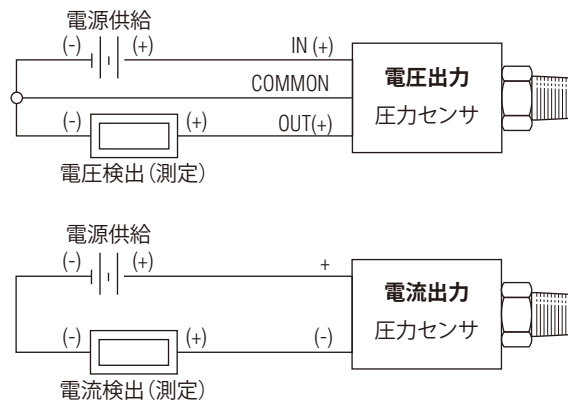 電源供給
(-) (+) IN (+)
COMMON
(-) (+) OUT(+)
電圧検出(測定)
電圧出力
圧力センサ
電源供給
(-) (+) +
(-) (+) (-)
電流検出(測定)
電流出力
圧力センサ